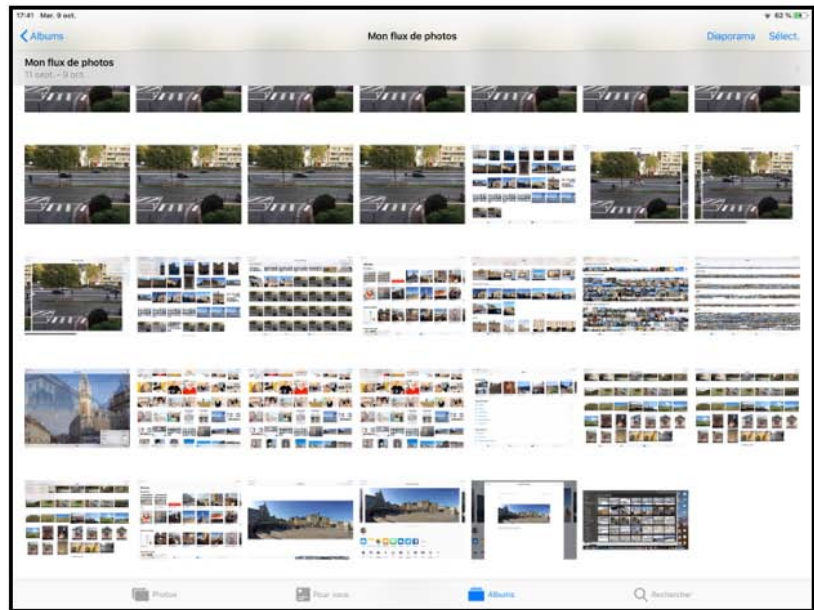 17:41 Mar. 9 oct.
62 %
Albums
Mon flux de photos
Diaporama
Sélect.
Mon flux de photos
11 sept. – 9 oct.
Photos
Pour vous
Albums
Rechercher